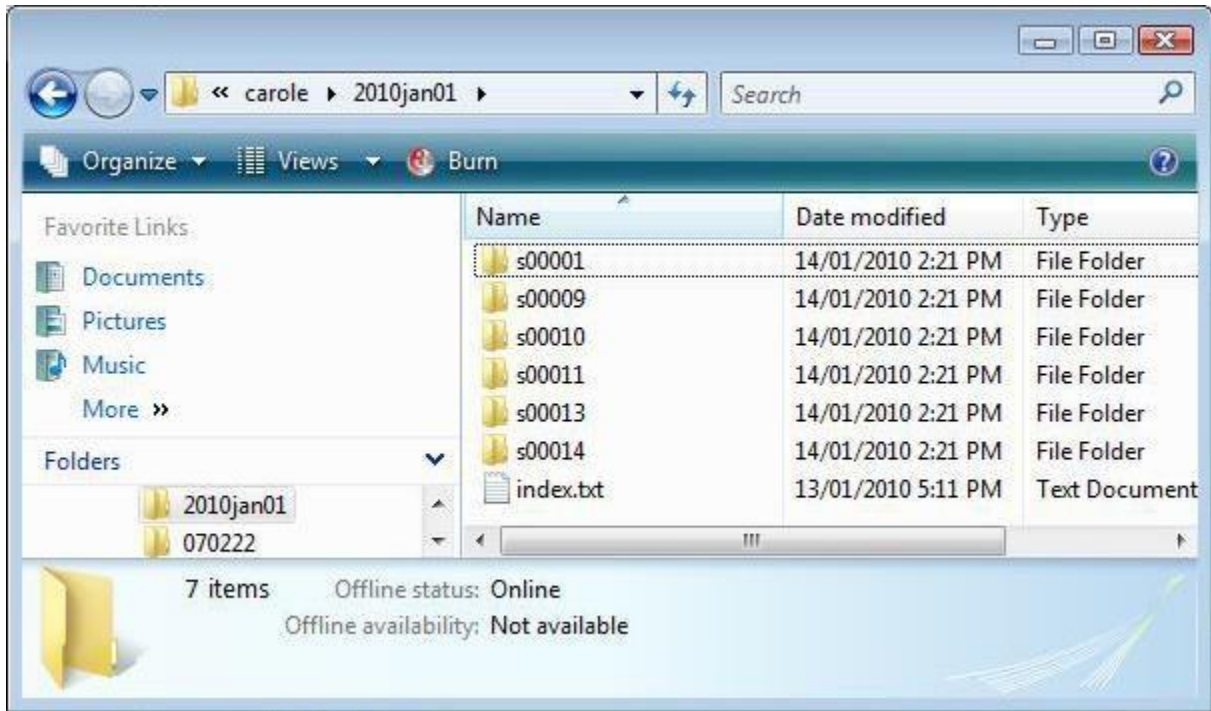 « carole ▸ 2010jan01 ▸ Search
Organize Views Burn
Favorite Links
Documents
Pictures
Music
More »
Folders
2010jan01
070222
Name Date modified Type
s00001 14/01/2010 2:21 PM File Folder
s00009 14/01/2010 2:21 PM File Folder
s00010 14/01/2010 2:21 PM File Folder
s00011 14/01/2010 2:21 PM File Folder
s00013 14/01/2010 2:21 PM File Folder
s00014 14/01/2010 2:21 PM File Folder
index.txt 13/01/2010 5:11 PM Text Document
7 items Offline status: Online
Offline availability: Not available